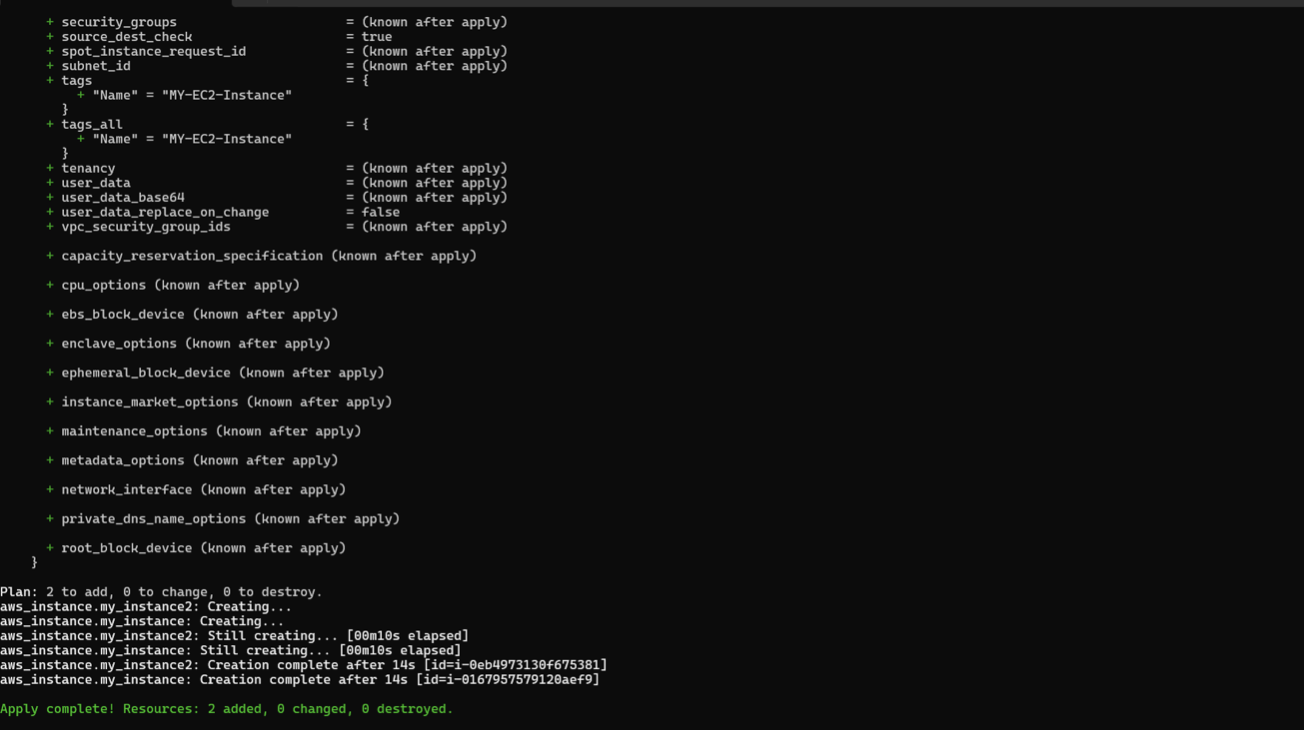 + security_groups = (known after apply)
+ source_dest_check = true
+ spot_instance_request_id = (known after apply)
+ subnet_id = (known after apply)
+ tags = {
+ "Name" = "MY-EC2-Instance"
}
+ tags_all = {
+ "Name" = "MY-EC2-Instance"
}
+ tenancy = (known after apply)
+ user_data = (known after apply)
+ user_data_base64 = (known after apply)
+ user_data_replace_on_change = false
+ vpc_security_group_ids = (known after apply)
+ capacity_reservation_specification (known after apply)
+ cpu_options (known after apply)
+ ebs_block_device (known after apply)
+ enclave_options (known after apply)
+ ephemeral_block_device (known after apply)
+ instance_market_options (known after apply)
+ maintenance_options (known after apply)
+ metadata_options (known after apply)
+ network_interface (known after apply)
+ private_dns_name_options (known after apply)
+ root_block_device (known after apply)
}
Plan: 2 to add, 0 to change, 0 to destroy.
aws_instance.my_instance2: Creating...
aws_instance.my_instance: Creating...
aws_instance.my_instance2: Still creating... [00m10s elapsed]
aws_instance.my_instance: Still creating... [00m10s elapsed]
aws_instance.my_instance2: Creation complete after 14s [id=i-0eb4973130f675381]
aws_instance.my_instance: Creation complete after 14s [id=i-0167957579120aef9]
Apply complete! Resources: 2 added, 0 changed, 0 destroyed.